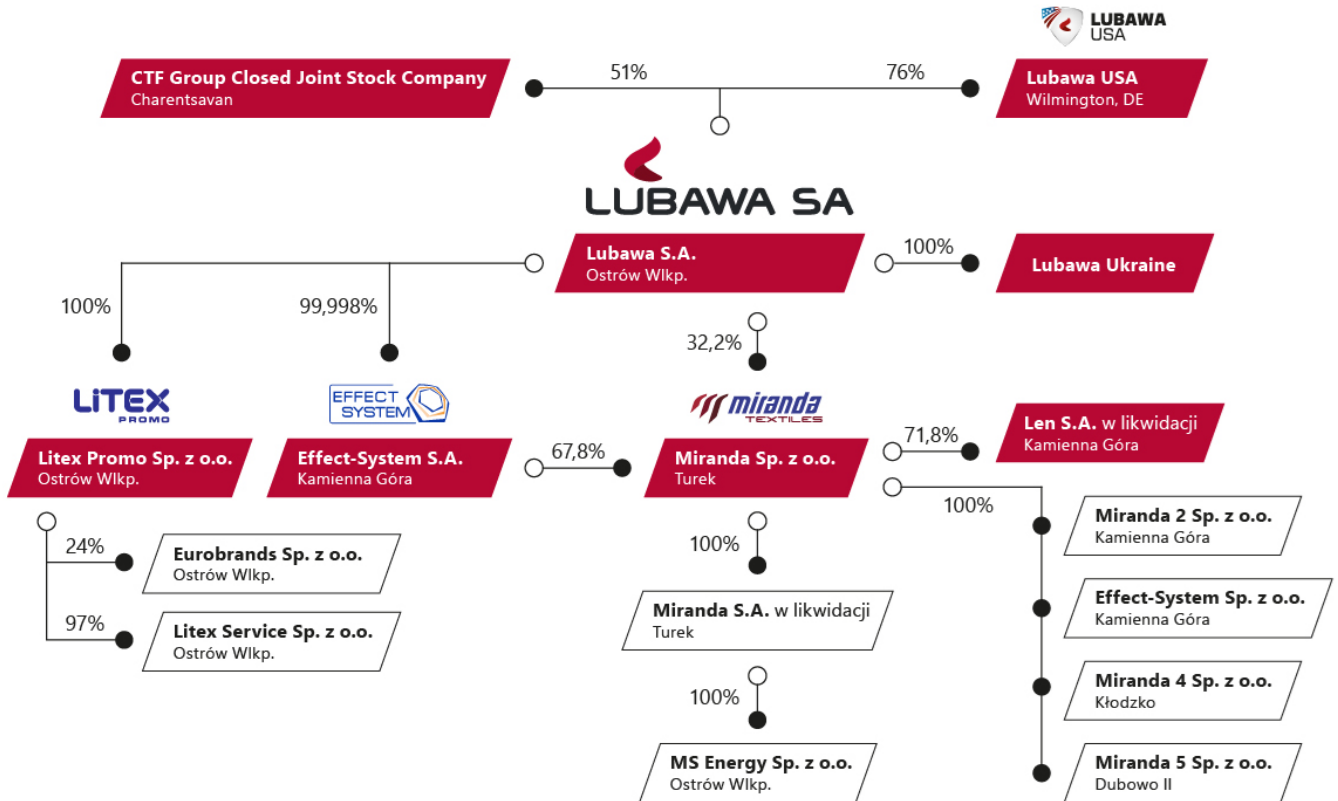 LUBAWA
USA
CTF Group Closed Joint Stock Company
Charentsavan
51%
76%
Lubawa USA
Wilmington, DE
LUBAWA SA
Lubawa S.A.
Ostrów Wlkp.
100%
Lubawa Ukraine
100%
99,998%
32,2%
LiTEX
PROMO
EFFECT
SYSTEM
miranda
TEXTILES
Litex Promo Sp. z o.o.
Ostrów Wlkp.
Effect-System S.A.
Kamienna Góra
67,8%
Miranda Sp. z o.o.
Turek
71,8%
Len S.A. w likwidacji
Kamienna Góra
100%
24%
Eurobrands Sp. z o.o.
Ostrów Wlkp.
97%
Litex Service Sp. z o.o.
Ostrów Wlkp.
100%
Miranda S.A. w likwidacji
Turek
100%
MS Energy Sp. z o.o.
Ostrów Wlkp.
Miranda 2 Sp. z o.o.
Kamienna Góra
Effect-System Sp. z o.o.
Kamienna Góra
Miranda 4 Sp. z o.o.
Kłodzko
Miranda 5 Sp. z o.o.
Dubowo II